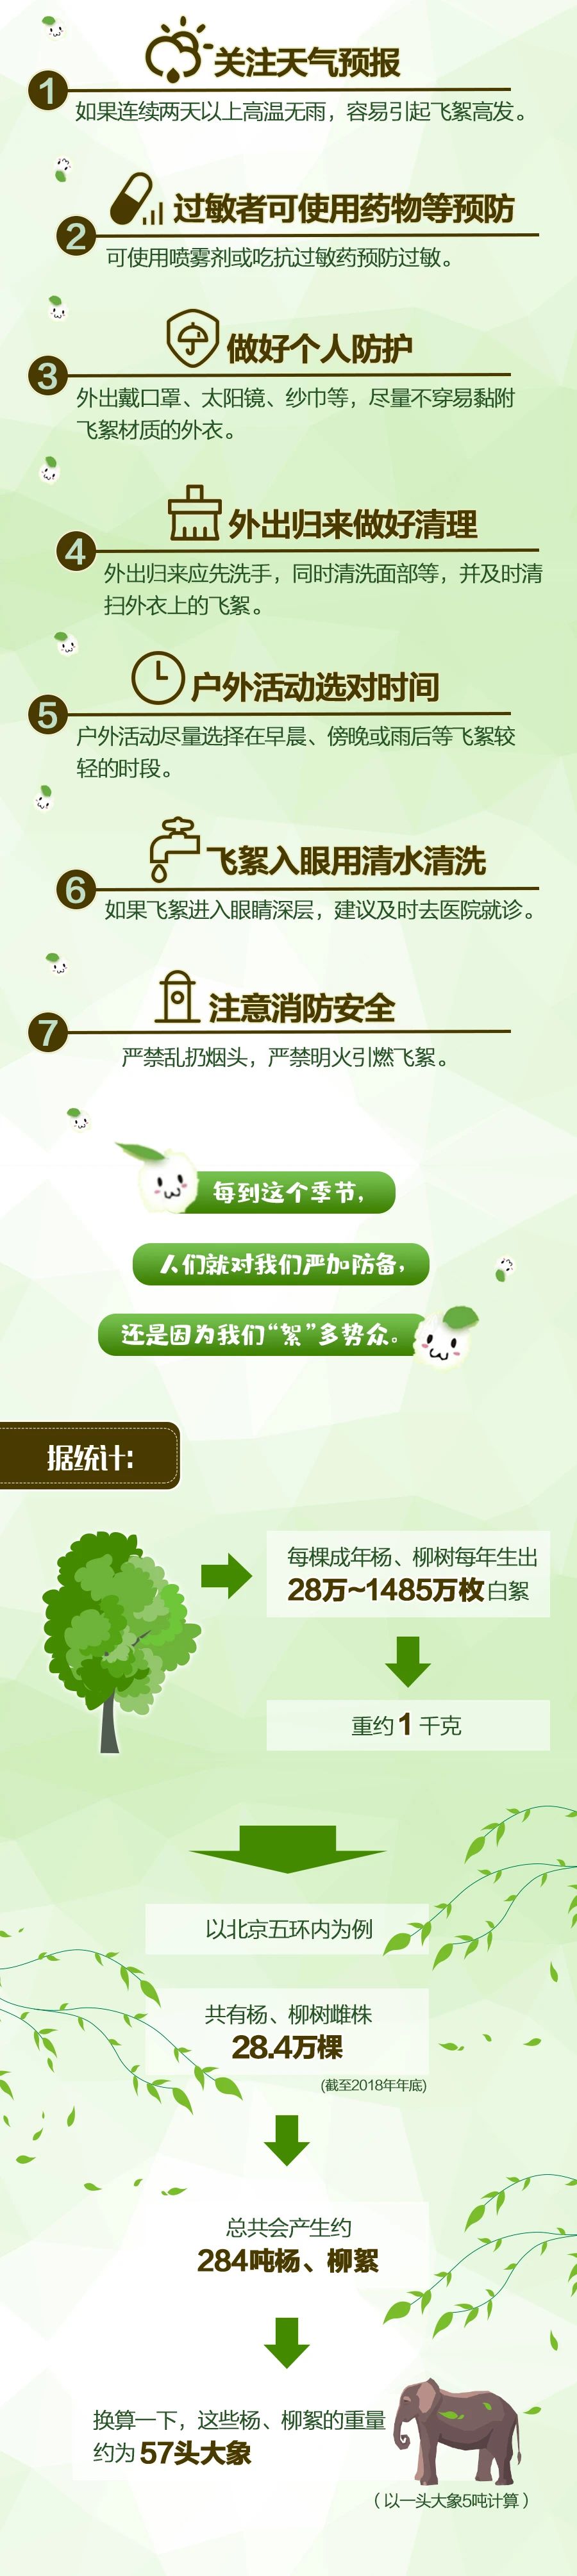 关注天气预报
1
如果连续两天以上高温无雨，容易引起飞絮高发。
过敏者可使用药物等预防
2
可使用喷雾剂或吃抗过敏药预防过敏。
做好个人防护
3
外出戴口罩、太阳镜、纱巾等，尽量不穿易黏附
飞絮材质的外衣。
外出归来做好清理
4
外出归来应先洗手，同时清洗面部等，并及时清
扫外衣上的飞絮。
户外活动选对时间
5
户外活动尽量选择在早晨、傍晚或雨后等飞絮较
轻的时段。
飞絮入眼用清水清洗
6
如果飞絮进入眼睛深层，建议及时去医院就诊。
注意消防安全
7
严禁乱扔烟头，严禁明火引燃飞絮。
每到这个季节，
人们就对我们严加防备，
还是因为我们“絮”多势众。
据统计：
每棵成年杨、柳树每年生出
28万~1485万枚白絮
重约1千克
以北京五环内为例
共有杨、柳树雌株
28.4万棵
(截至2018年年底)
总共会产生约
284吨杨、柳絮
换算一下，这些杨、柳絮的重量
约为57头大象
（以一头大象5吨计算）